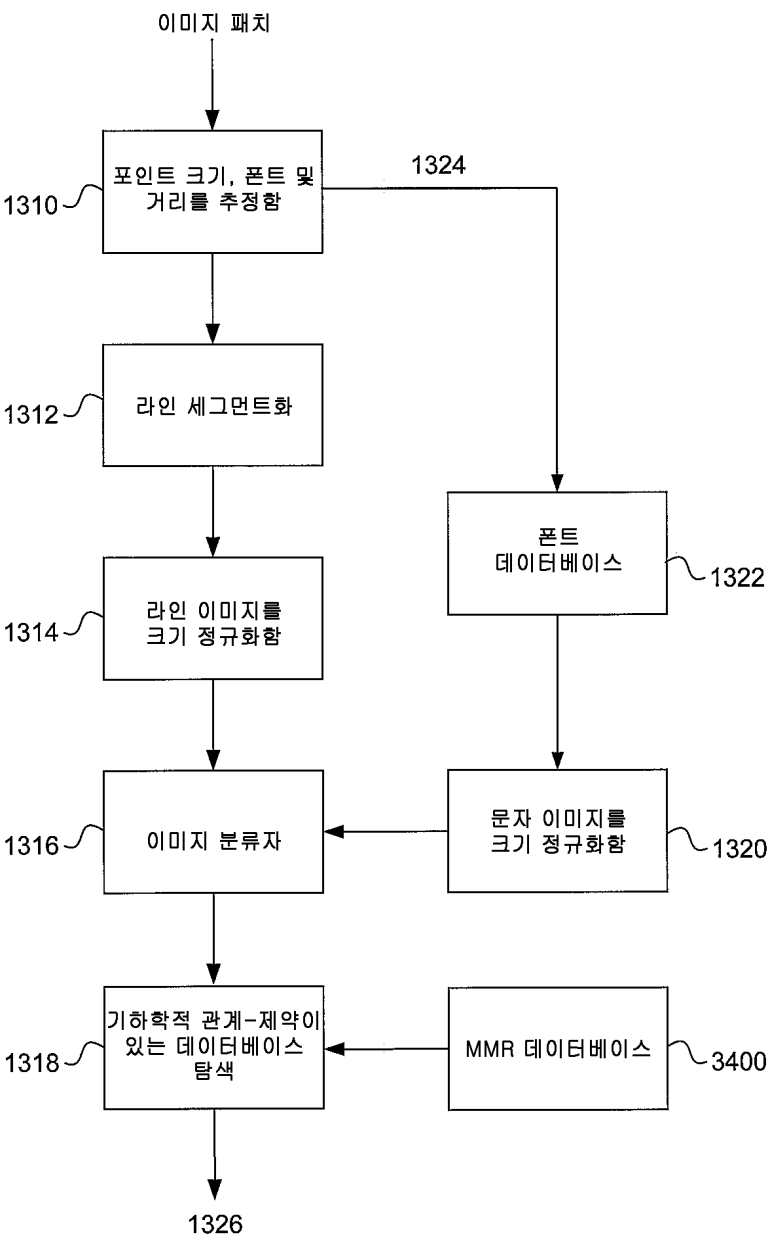 이미지 패치
1310
포인트 크기, 폰트 및
거리를 추정함
1324
1312
라인 세그먼트화
폰트
데이터베이스
1322
1314
라인 이미지를
크기 정규화함
1316
이미지 분류자
문자 이미지를
크기 정규화함
1320
1318
기하학적 관계-제약이
있는 데이터베이스
탐색
MMR 데이터베이스
3400
1326